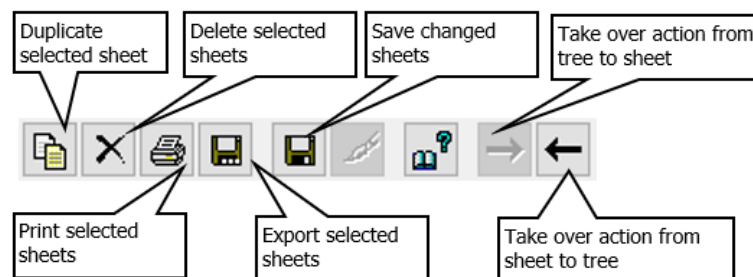 Duplicate
selected sheet
Delete selected
sheets
Save changed
sheets
Take over action from
tree to sheet
?
Print selected
sheets
Export selected
sheets
Take over action from
sheet to tree